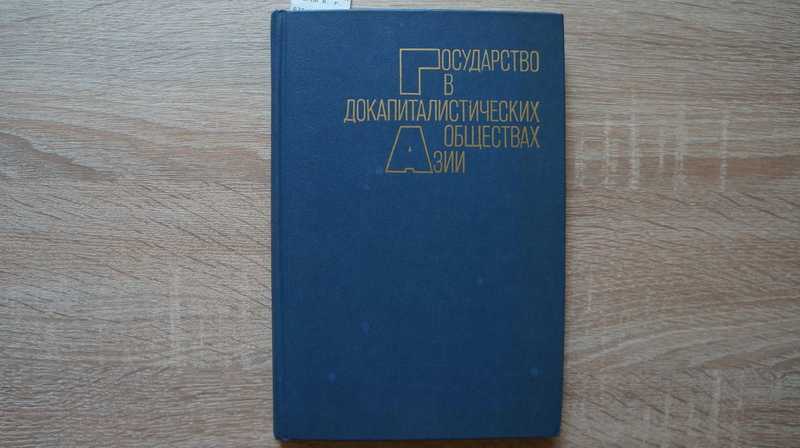 ГОСУДАРСТВО
В
ДОКАПИТАЛИСТИЧЕСКИХ
ОБЩЕСТВАХ
АЗИИ